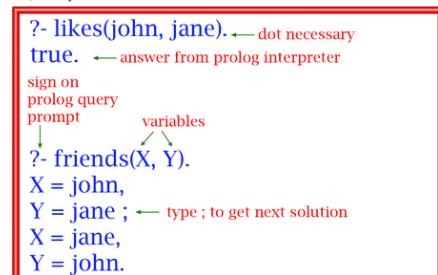 ?- likes(john, jane).
dot necessary
true.
answer from prolog interpreter
sign on
prolog query
prompt
variables
?- friends(X, Y).
X = john,
Y = jane ;
type ; to get next solution
X = jane,
Y = john.